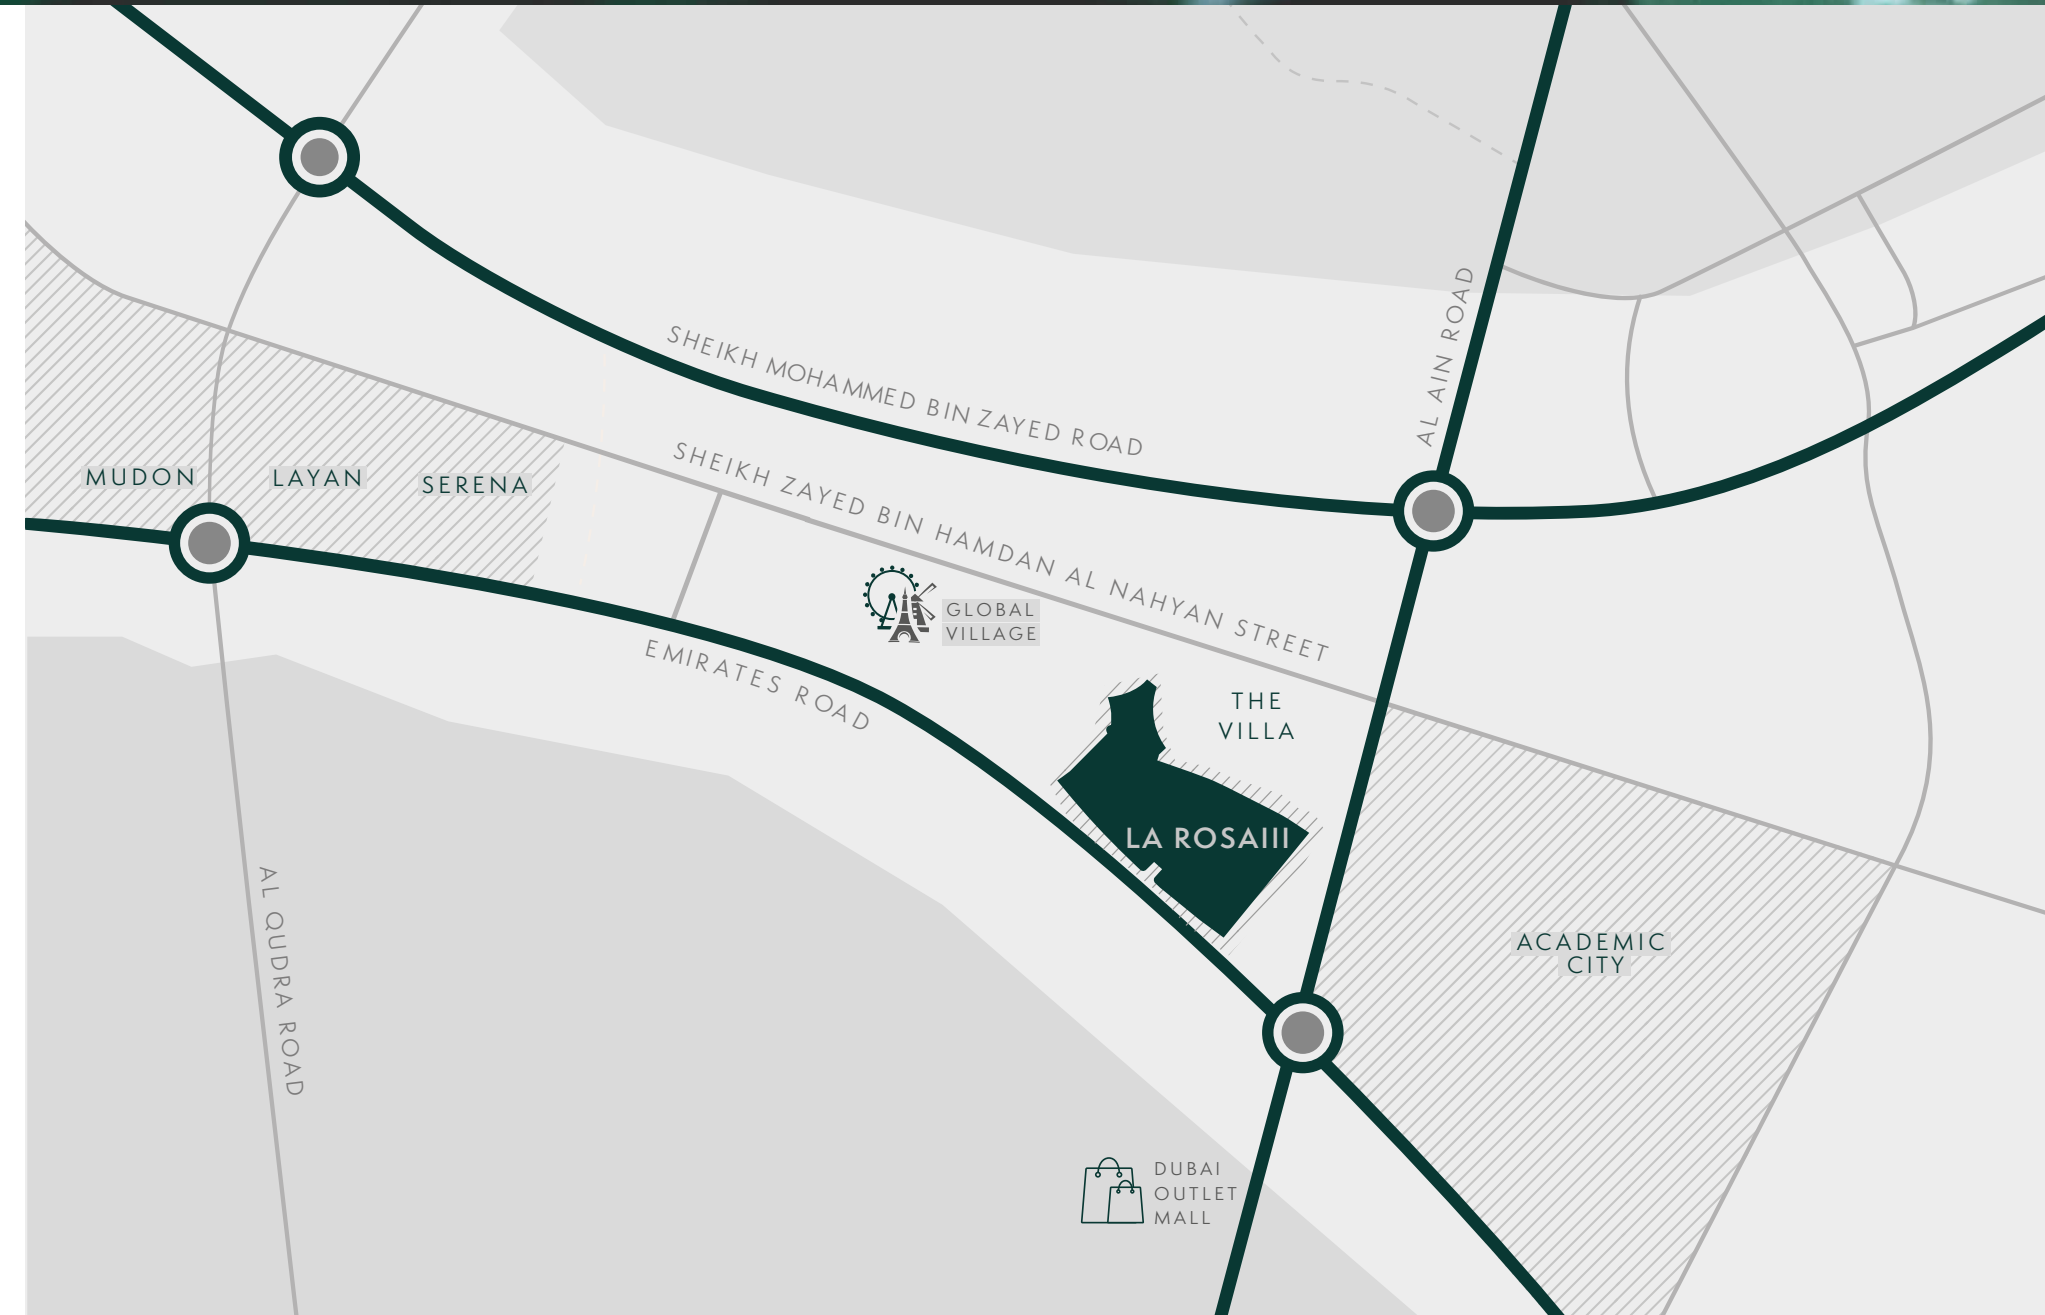 AL AIN ROAD
SHEIKH MOHAMMED BIN ZAYED ROAD
SHEIKH ZAYED BIN HAMDAN AL NAHYAN STREET
MUDON
LAYAN
SERENA
GLOBAL
VILLAGE
EMIRATES ROAD
THE
VILLA
LA ROSAIII
AL QUDRA ROAD
ACADEMIC
CITY
DUBAI
OUTLET
MALL